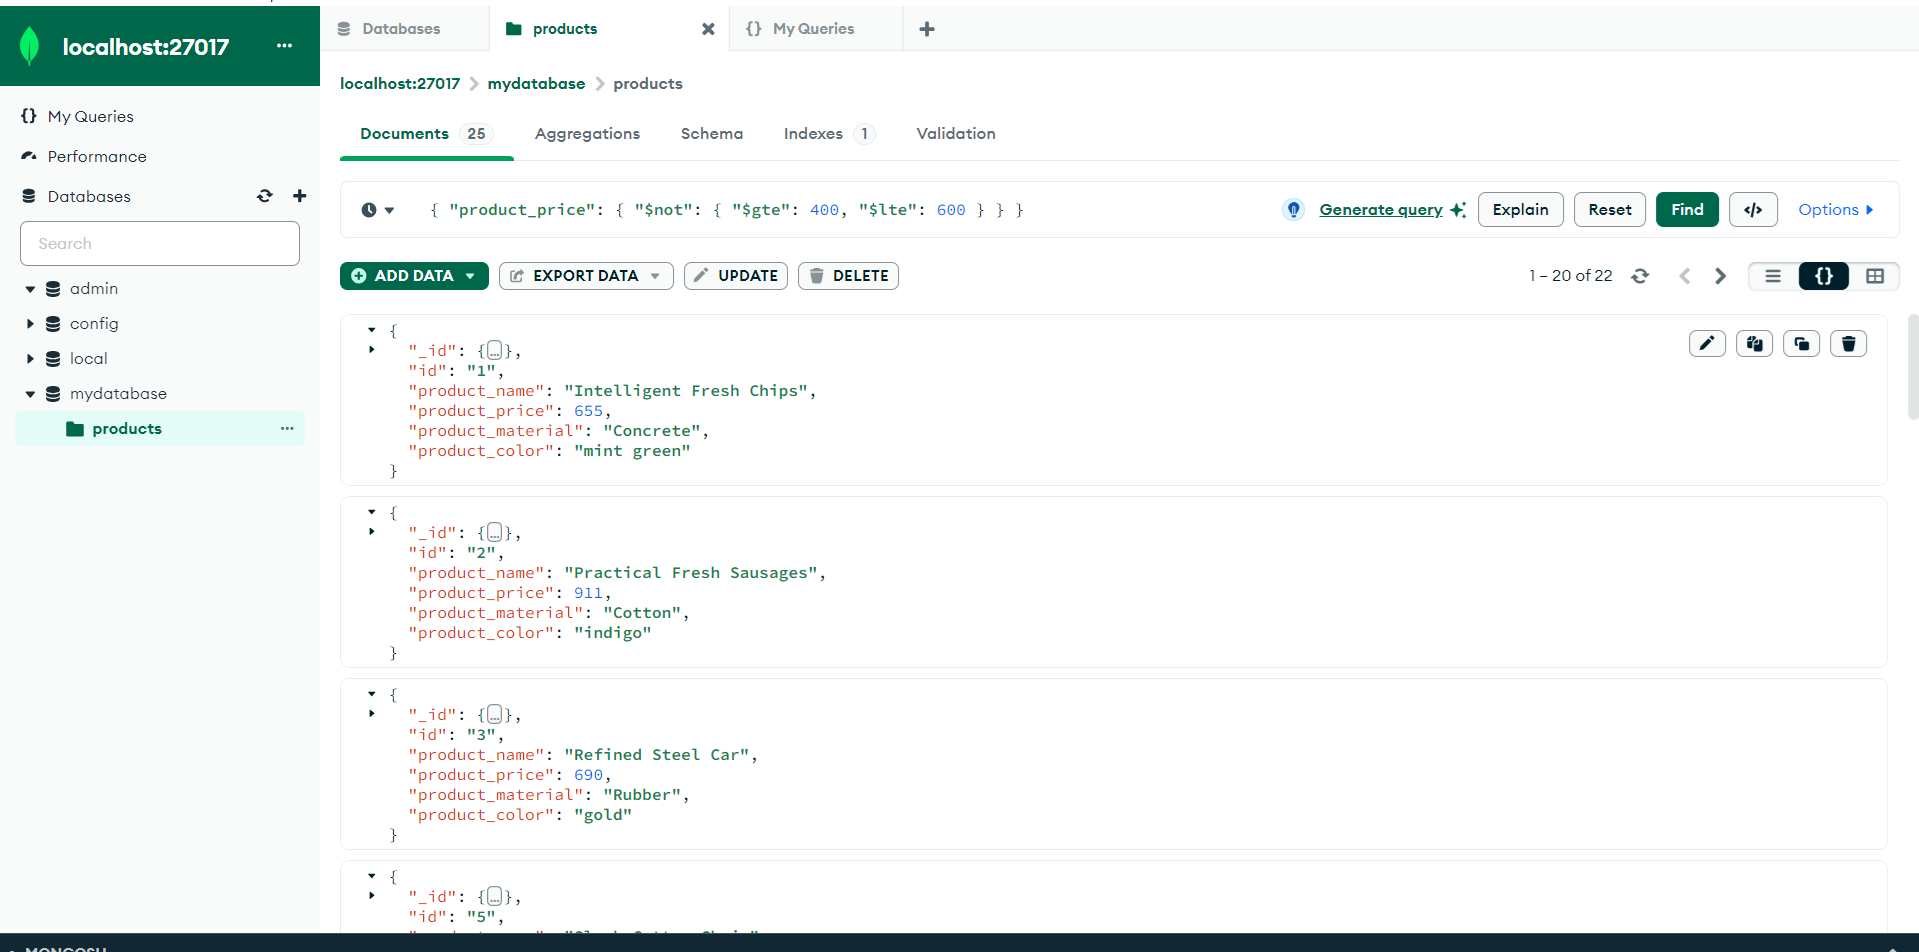 localhost:27017
My Queries
Performance
Databases
Search
admin
config
local
mydatabase
products
Databases
products
{} My Queries
localhost:27017 > mydatabase > products
Documents 25 Aggregations Schema Indexes 1 Validation
{ "product_price": { "$not": { "$gte": 400, "$lte": 600 } } }
Generate query Explain Reset Find </> Options
ADD DATA EXPORT DATA UPDATE DELETE 1 – 20 of 22 {}
{
"_id": {…},
"id": "1",
"product_name": "Intelligent Fresh Chips",
"product_price": 655,
"product_material": "Concrete",
"product_color": "mint green"
}
{
"_id": {…},
"id": "2",
"product_name": "Practical Fresh Sausages",
"product_price": 911,
"product_material": "Cotton",
"product_color": "indigo"
}
{
"_id": {…},
"id": "3",
"product_name": "Refined Steel Car",
"product_price": 690,
"product_material": "Rubber",
"product_color": "gold"
}
{
"_id": {…},
"id": "5",
MONGOSH